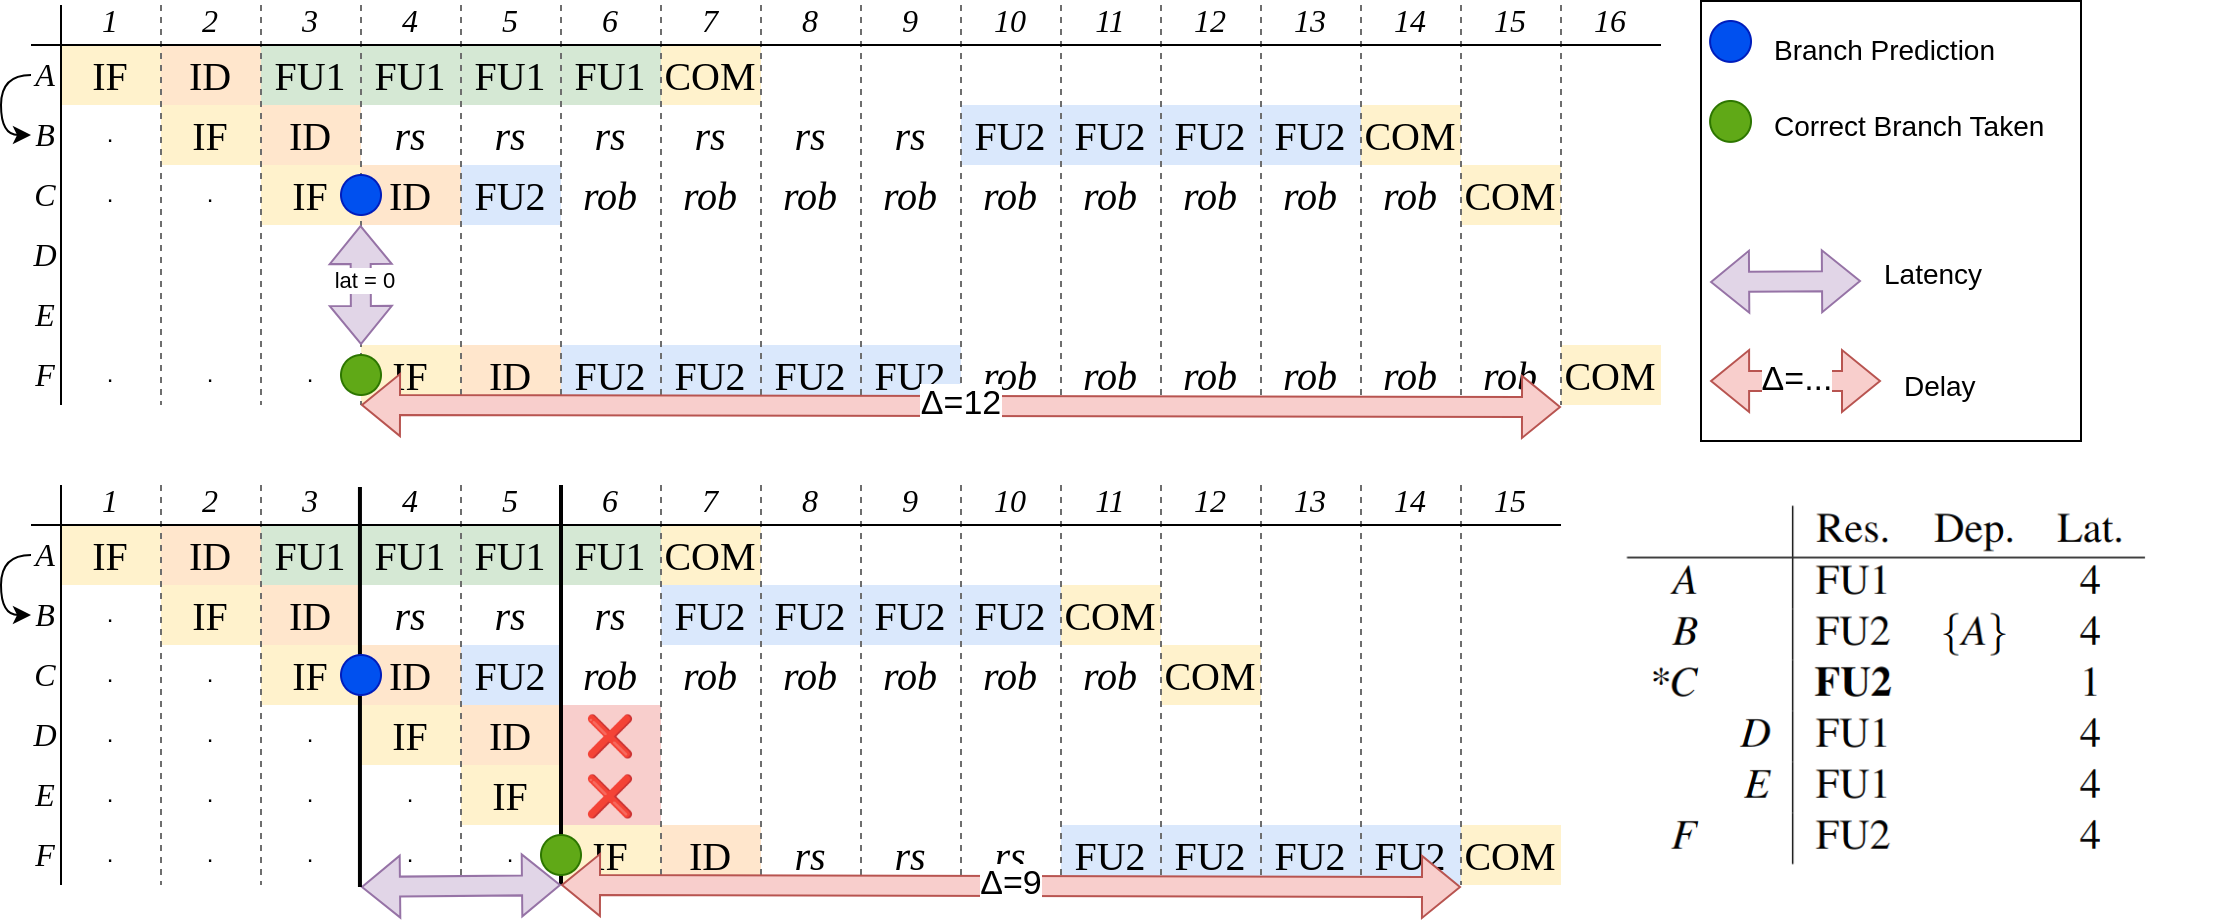 1 2 3 4 5 6 7 8 9 10 11 12 13 14 15 16
A IF ID FU1 FU1 FU1 FU1 COM
B . IF ID rs rs rs rs rs rs FU2 FU2 FU2 FU2 COM
C . . IF ID FU2 rob rob rob rob rob rob rob rob rob COM
D
lat = 0
E
F . . . IF ID FU2 FU2 FU2 FU2 rob rob rob rob rob rob COM
Δ=12
Branch Prediction
Correct Branch Taken
Latency
Δ=...
Delay
1 2 3 4 5 6 7 8 9 10 11 12 13 14 15
A IF ID FU1 FU1 FU1 FU1 COM
B . IF ID rs rs rs FU2 FU2 FU2 FU2 COM
C . . IF ID FU2 rob rob rob rob rob rob COM
D . . . IF ID ❌
E . . . . IF ❌
F . . . . . IF ID rs rs rs FU2 FU2 FU2 FU2 COM
Δ=9
Res. Dep. Lat.
A FU1 4
B FU2 {A} 4
*C FU2 1
D FU1 4
E FU1 4
F FU2 4